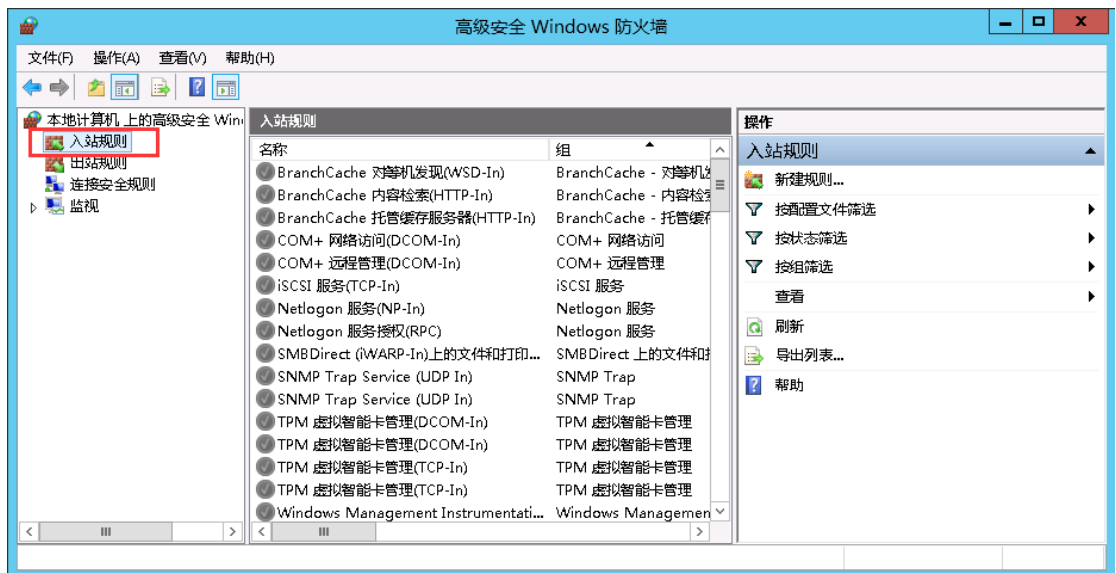 高级安全 Windows 防火墙
文件(F) 操作(A) 查看(V) 帮助(H)
本地计算机 上的高级安全 Win
入站规则
出站规则
连接安全规则
监视
入站规则
名称 组
BranchCache 对等机发现(WSD-In) BranchCache - 对等机发
BranchCache 内容检索(HTTP-In) BranchCache - 内容检索
BranchCache 托管缓存服务器(HTTP-In) BranchCache - 托管缓存
COM+ 网络访问(DCOM-In) COM+ 网络访问
COM+ 远程管理(DCOM-In) COM+ 远程管理
iSCSI 服务(TCP-In) iSCSI 服务
Netlogon 服务(NP-In) Netlogon 服务
Netlogon 服务授权(RPC) Netlogon 服务
SMBDirect (iWARP-In)上的文件和打印... SMBDirect 上的文件和打
SNMP Trap Service (UDP In) SNMP Trap
SNMP Trap Service (UDP In) SNMP Trap
TPM 虚拟智能卡管理(DCOM-In) TPM 虚拟智能卡管理
TPM 虚拟智能卡管理(DCOM-In) TPM 虚拟智能卡管理
TPM 虚拟智能卡管理(TCP-In) TPM 虚拟智能卡管理
TPM 虚拟智能卡管理(TCP-In) TPM 虚拟智能卡管理
Windows Management Instrumentati... Windows Managemen
操作
入站规则
新建规则...
按配置文件筛选
按状态筛选
按组筛选
查看
刷新
导出列表...
帮助